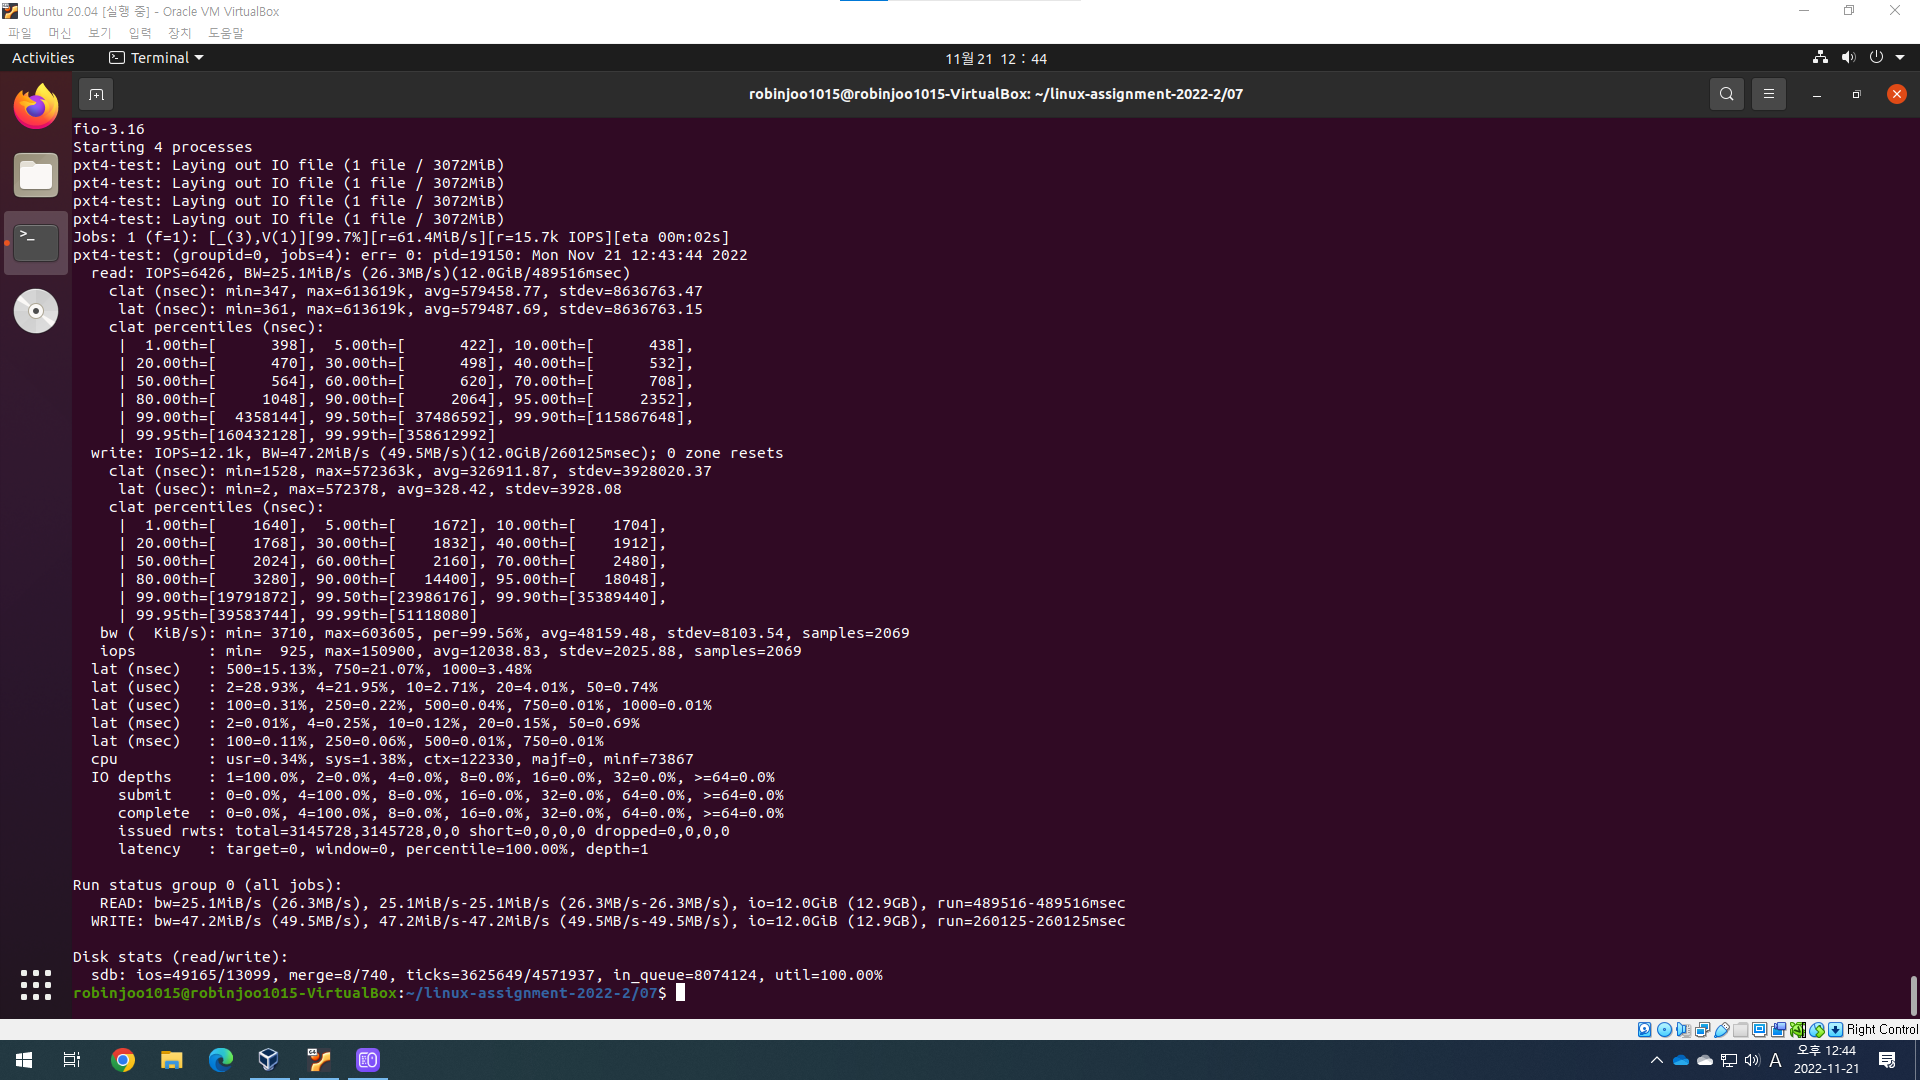 Ubuntu 20.04 [실행 중] - Oracle VM VirtualBox
파일 머신 보기 입력 장치 도움말
Activities Terminal 11월 21 12 : 44
robinjoo1015@robinjoo1015-VirtualBox: ~/linux-assignment-2022-2/07
fio-3.16
Starting 4 processes
pxt4-test: Laying out IO file (1 file / 3072MiB)
pxt4-test: Laying out IO file (1 file / 3072MiB)
pxt4-test: Laying out IO file (1 file / 3072MiB)
pxt4-test: Laying out IO file (1 file / 3072MiB)
Jobs: 1 (f=1): [_(3),V(1)][99.7%][r=61.4MiB/s][r=15.7k IOPS][eta 00m:02s]
pxt4-test: (groupid=0, jobs=4): err= 0: pid=19150: Mon Nov 21 12:43:44 2022
  read: IOPS=6426, BW=25.1MiB/s (26.3MB/s)(12.0GiB/489516msec)
    clat (nsec): min=347, max=613619k, avg=579458.77, stdev=8636763.47
     lat (nsec): min=361, max=613619k, avg=579487.69, stdev=8636763.15
    clat percentiles (nsec):
     |  1.00th=[      398],  5.00th=[      422], 10.00th=[      438],
     | 20.00th=[      470], 30.00th=[      498], 40.00th=[      532],
     | 50.00th=[      564], 60.00th=[      620], 70.00th=[      708],
     | 80.00th=[     1048], 90.00th=[     2064], 95.00th=[     2352],
     | 99.00th=[  4358144], 99.50th=[ 37486592], 99.90th=[115867648],
     | 99.95th=[160432128], 99.99th=[358612992]
  write: IOPS=12.1k, BW=47.2MiB/s (49.5MB/s)(12.0GiB/260125msec); 0 zone resets
    clat (nsec): min=1528, max=572363k, avg=326911.87, stdev=3928020.37
     lat (usec): min=2, max=572378, avg=328.42, stdev=3928.08
    clat percentiles (nsec):
     |  1.00th=[    1640],  5.00th=[    1672], 10.00th=[    1704],
     | 20.00th=[    1768], 30.00th=[    1832], 40.00th=[    1912],
     | 50.00th=[    2024], 60.00th=[    2160], 70.00th=[    2480],
     | 80.00th=[    3280], 90.00th=[   14400], 95.00th=[   18048],
     | 99.00th=[19791872], 99.50th=[23986176], 99.90th=[35389440],
     | 99.95th=[39583744], 99.99th=[51118080]
   bw (  KiB/s): min= 3710, max=603605, per=99.56%, avg=48159.48, stdev=8103.54, samples=2069
   iops        : min=  925, max=150900, avg=12038.83, stdev=2025.88, samples=2069
  lat (nsec)   : 500=15.13%, 750=21.07%, 1000=3.48%
  lat (usec)   : 2=28.93%, 4=21.95%, 10=2.71%, 20=4.01%, 50=0.74%
  lat (usec)   : 100=0.31%, 250=0.22%, 500=0.04%, 750=0.01%, 1000=0.01%
  lat (msec)   : 2=0.01%, 4=0.25%, 10=0.12%, 20=0.15%, 50=0.69%
  lat (msec)   : 100=0.11%, 250=0.06%, 500=0.01%, 750=0.01%
  cpu          : usr=0.34%, sys=1.38%, ctx=122330, majf=0, minf=73867
  IO depths    : 1=100.0%, 2=0.0%, 4=0.0%, 8=0.0%, 16=0.0%, 32=0.0%, >=64=0.0%
     submit    : 0=0.0%, 4=100.0%, 8=0.0%, 16=0.0%, 32=0.0%, 64=0.0%, >=64=0.0%
     complete  : 0=0.0%, 4=100.0%, 8=0.0%, 16=0.0%, 32=0.0%, 64=0.0%, >=64=0.0%
     issued rwts: total=3145728,3145728,0,0 short=0,0,0,0 dropped=0,0,0,0
     latency   : target=0, window=0, percentile=100.00%, depth=1
Run status group 0 (all jobs):
   READ: bw=25.1MiB/s (26.3MB/s), 25.1MiB/s-25.1MiB/s (26.3MB/s-26.3MB/s), io=12.0GiB (12.9GB), run=489516-489516msec
  WRITE: bw=47.2MiB/s (49.5MB/s), 47.2MiB/s-47.2MiB/s (49.5MB/s-49.5MB/s), io=12.0GiB (12.9GB), run=260125-260125msec
Disk stats (read/write):
  sdb: ios=49165/13099, merge=8/740, ticks=3625649/4571937, in_queue=8074124, util=100.00%
robinjoo1015@robinjoo1015-VirtualBox:~/linux-assignment-2022-2/07$
Right Control
A 오후 12:44
2022-11-21